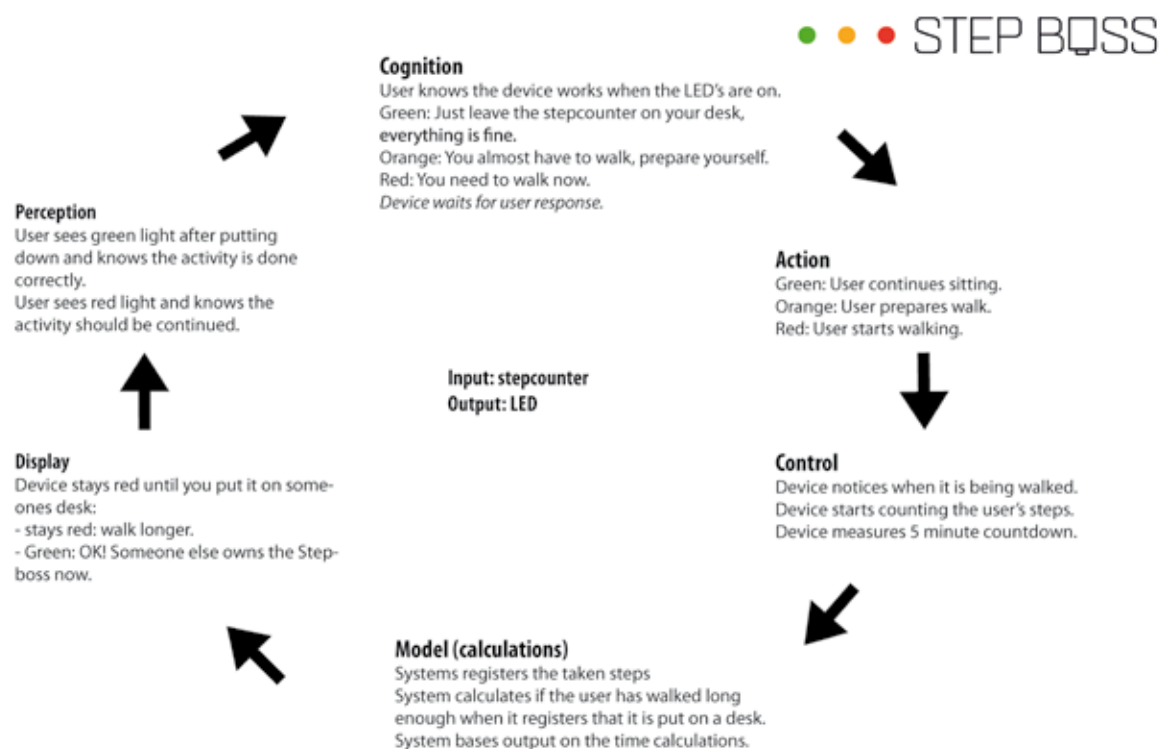 STEP BOSS
Cognition
User knows the device works when the LED's are on.
Green: Just leave the stepcounter on your desk,
everything is fine.
Orange: You almost have to walk, prepare yourself.
Red: You need to walk now.
Device waits for user response.
Action
Green: User continues sitting.
Orange: User prepares walk.
Red: User starts walking.
Control
Device notices when it is being walked.
Device starts counting the user's steps.
Device measures 5 minute countdown.
Model (calculations)
Systems registers the taken steps
System calculates if the user has walked long
enough when it registers that it is put on a desk.
System bases output on the time calculations.
Display
Device stays red until you put it on some-
ones desk:
- stays red: walk longer.
- Green: OK! Someone else owns the Step-
boss now.
Perception
User sees green light after putting
down and knows the activity is done
correctly.
User sees red light and knows the
activity should be continued.
Input: stepcounter
Output: LED